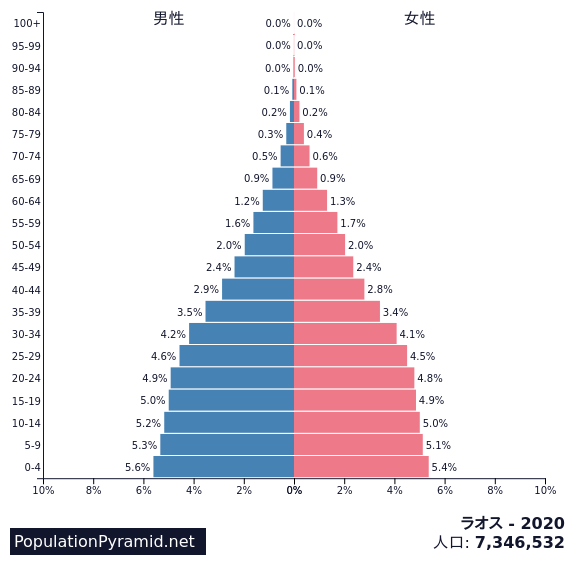 男性 女性
100+ 0.0% 0.0%
95-99 0.0% 0.0%
90-94 0.0% 0.0%
85-89 0.1% 0.1%
80-84 0.2% 0.2%
75-79 0.3% 0.4%
70-74 0.5% 0.6%
65-69 0.9% 0.9%
60-64 1.2% 1.3%
55-59 1.6% 1.7%
50-54 2.0% 2.0%
45-49 2.4% 2.4%
40-44 2.9% 2.8%
35-39 3.5% 3.4%
30-34 4.2% 4.1%
25-29 4.6% 4.5%
20-24 4.9% 4.8%
15-19 5.0% 4.9%
10-14 5.2% 5.0%
5-9 5.3% 5.1%
0-4 5.6% 5.4%
10% 8% 6% 4% 2% 0% 2% 4% 6% 8% 10%
ラオス - 2020
人口: 7,346,532
PopulationPyramid.net